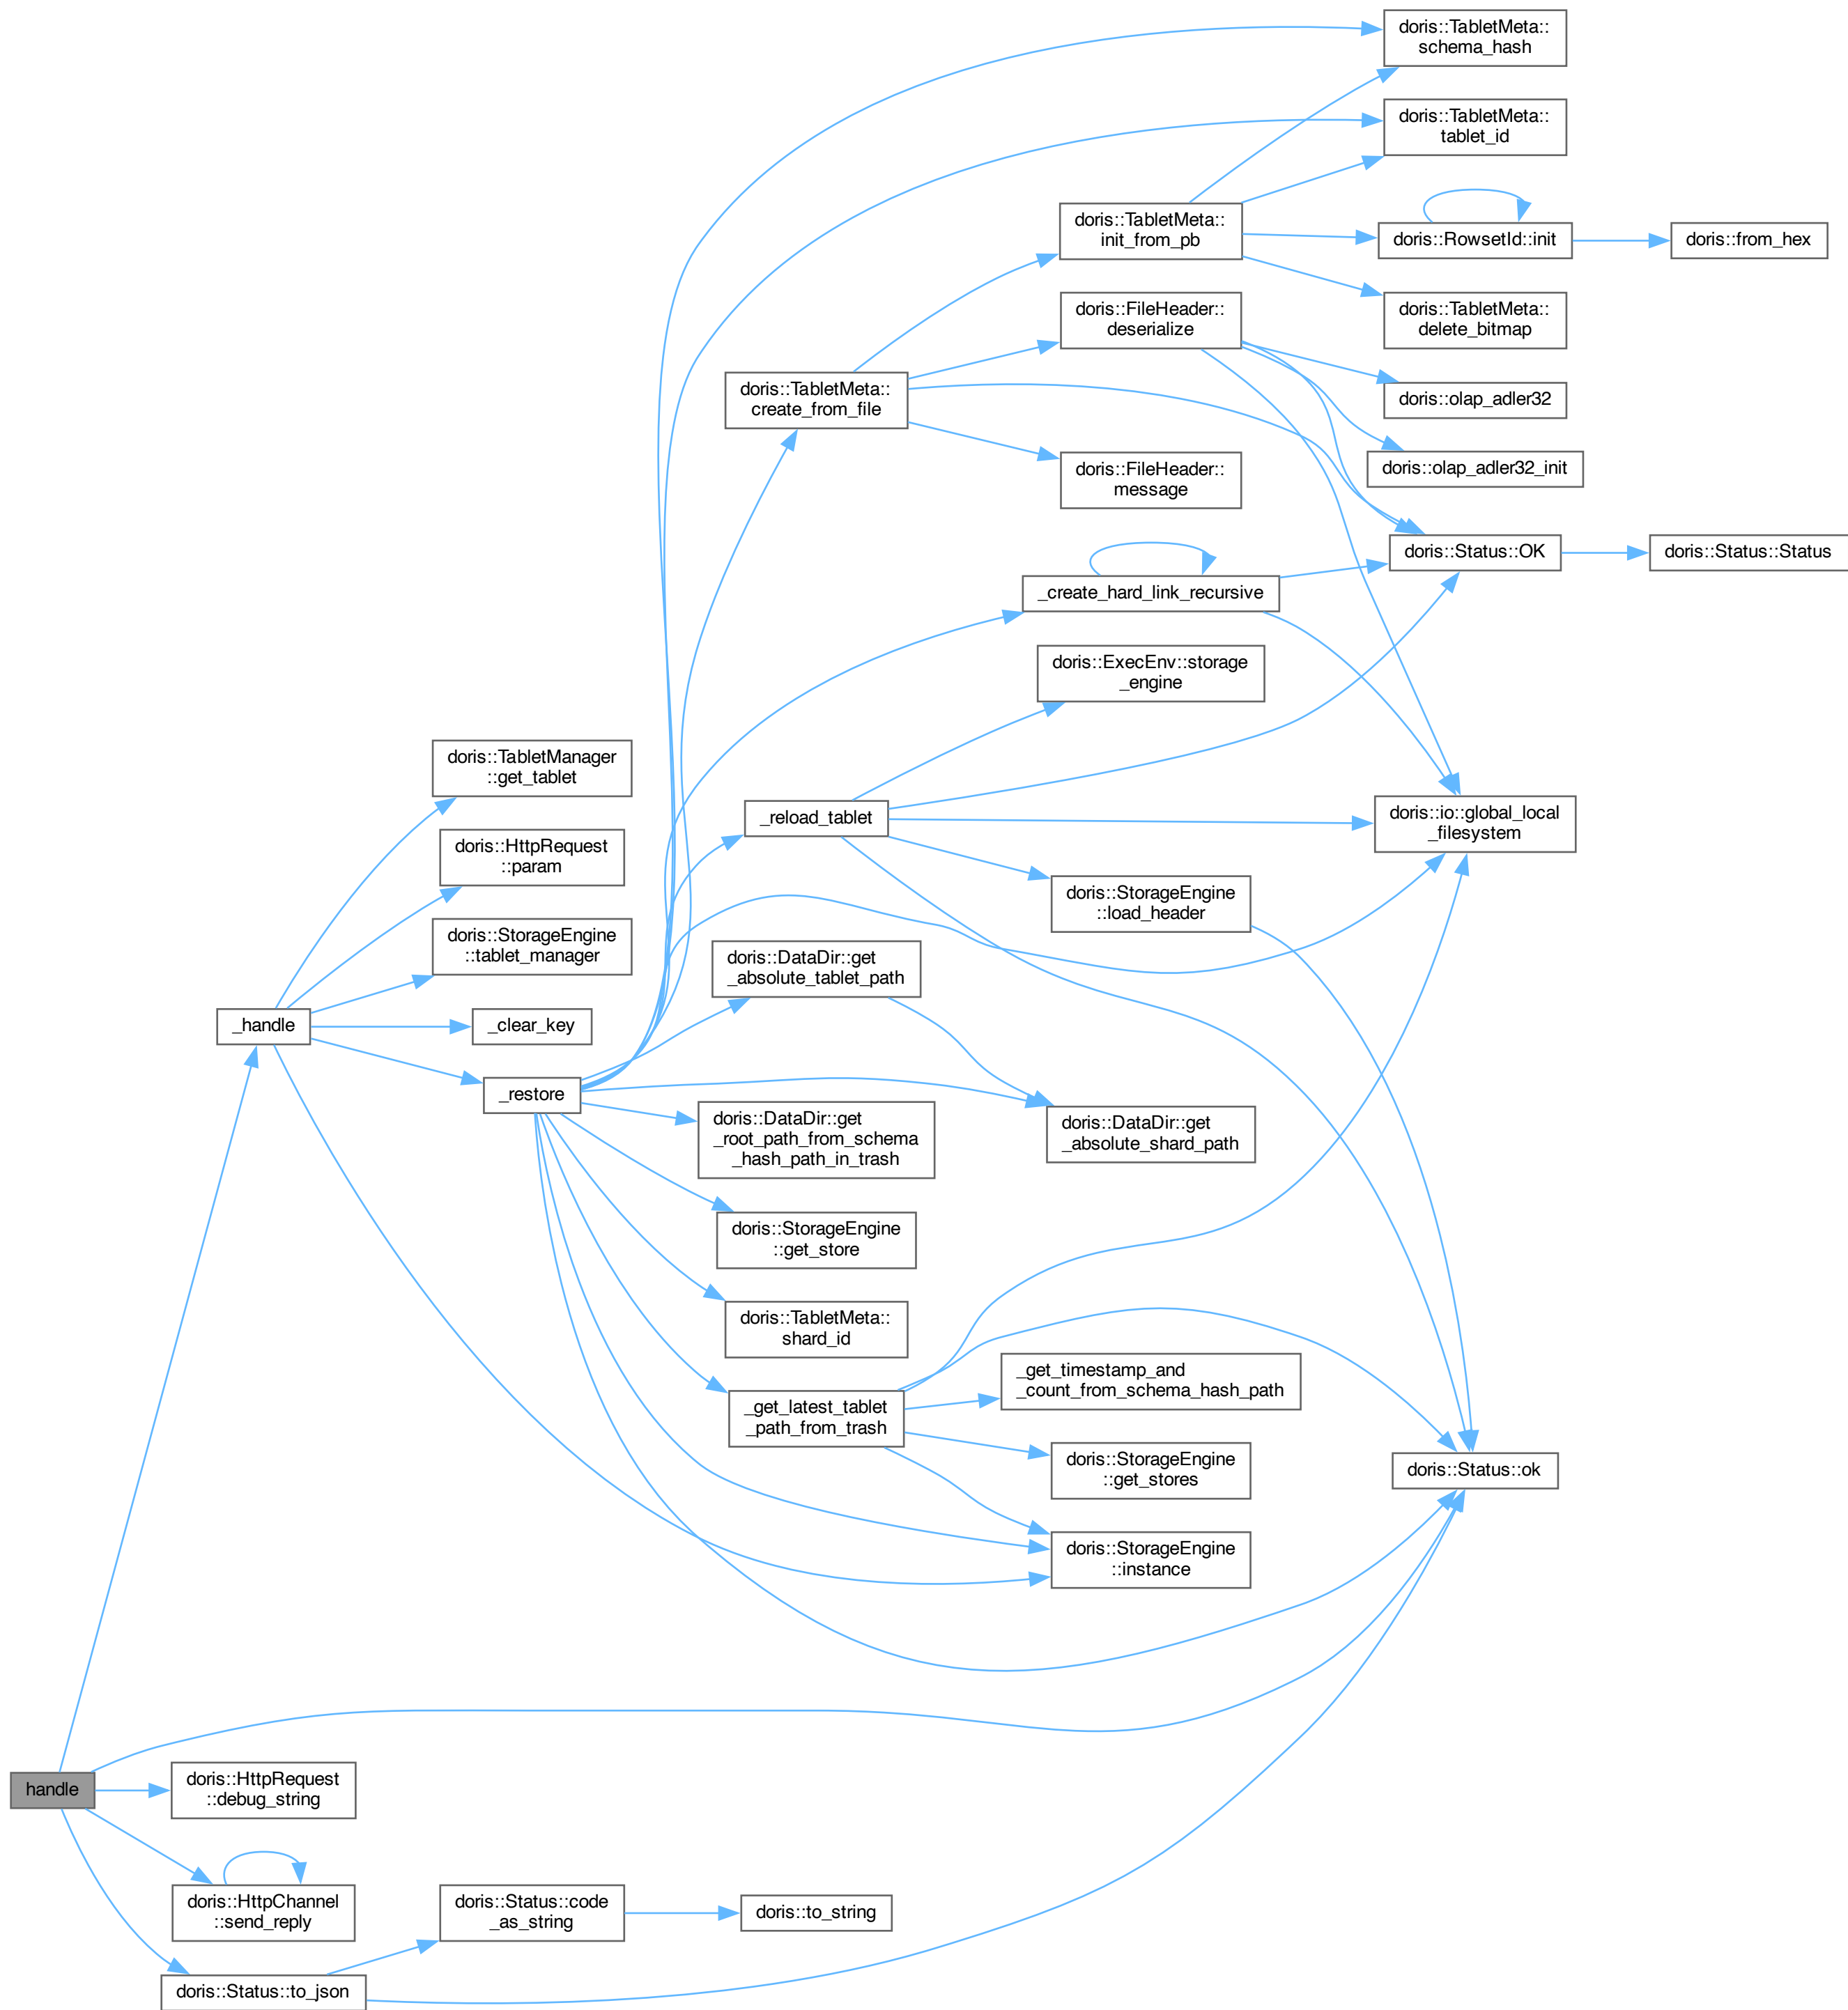 doris::TabletMeta::
schema_hash
doris::TabletMeta::
tablet_id
doris::TabletMeta::
init_from_pb
doris::RowsetId::init
doris::from_hex
doris::TabletMeta::
delete_bitmap
doris::FileHeader::
deserialize
doris::TabletMeta::
create_from_file
doris::olap_adler32
doris::FileHeader::
message
doris::olap_adler32_init
doris::Status::OK
doris::Status::Status
_create_hard_link_recursive
doris::ExecEnv::storage
_engine
doris::TabletManager
::get_tablet
_reload_tablet
doris::io::global_local
_filesystem
doris::HttpRequest
::param
doris::StorageEngine
::load_header
doris::StorageEngine
::tablet_manager
doris::DataDir::get
_absolute_tablet_path
_handle
_clear_key
_restore
doris::DataDir::get
_root_path_from_schema
_hash_path_in_trash
doris::DataDir::get
_absolute_shard_path
doris::StorageEngine
::get_store
doris::TabletMeta::
shard_id
_get_latest_tablet
_path_from_trash
_get_timestamp_and
_count_from_schema_hash_path
doris::StorageEngine
::get_stores
doris::Status::ok
doris::StorageEngine
::instance
handle
doris::HttpRequest
::debug_string
doris::HttpChannel
::send_reply
doris::Status::code
_as_string
doris::to_string
doris::Status::to_json